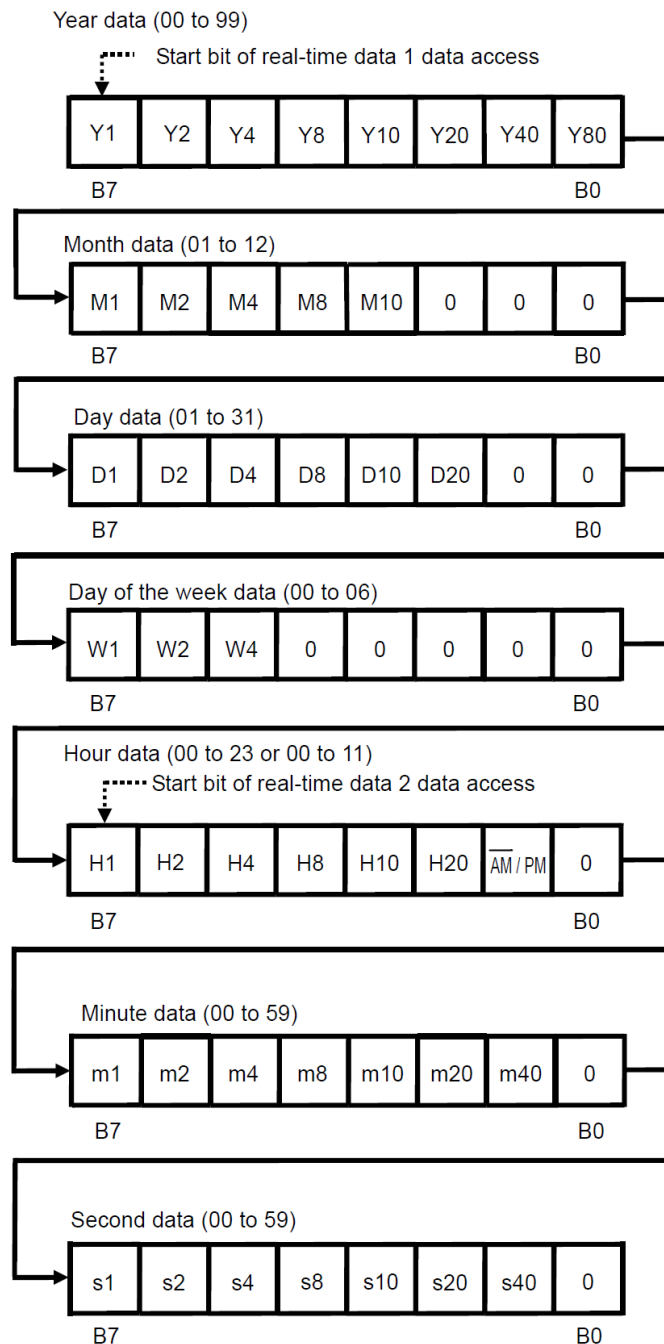 Year data (00 to 99)
Start bit of real-time data 1 data access
Y1 Y2 Y4 Y8 Y10 Y20 Y40 Y80
B7 B0
Month data (01 to 12)
M1 M2 M4 M8 M10 0 0 0
B7 B0
Day data (01 to 31)
D1 D2 D4 D8 D10 D20 0 0
B7 B0
Day of the week data (00 to 06)
W1 W2 W4 0 0 0 0 0
B7 B0
Hour data (00 to 23 or 00 to 11)
Start bit of real-time data 2 data access
H1 H2 H4 H8 H10 H20 A̅M̅ / PM 0
B7 B0
Minute data (00 to 59)
m1 m2 m4 m8 m10 m20 m40 0
B7 B0
Second data (00 to 59)
s1 s2 s4 s8 s10 s20 s40 0
B7 B0